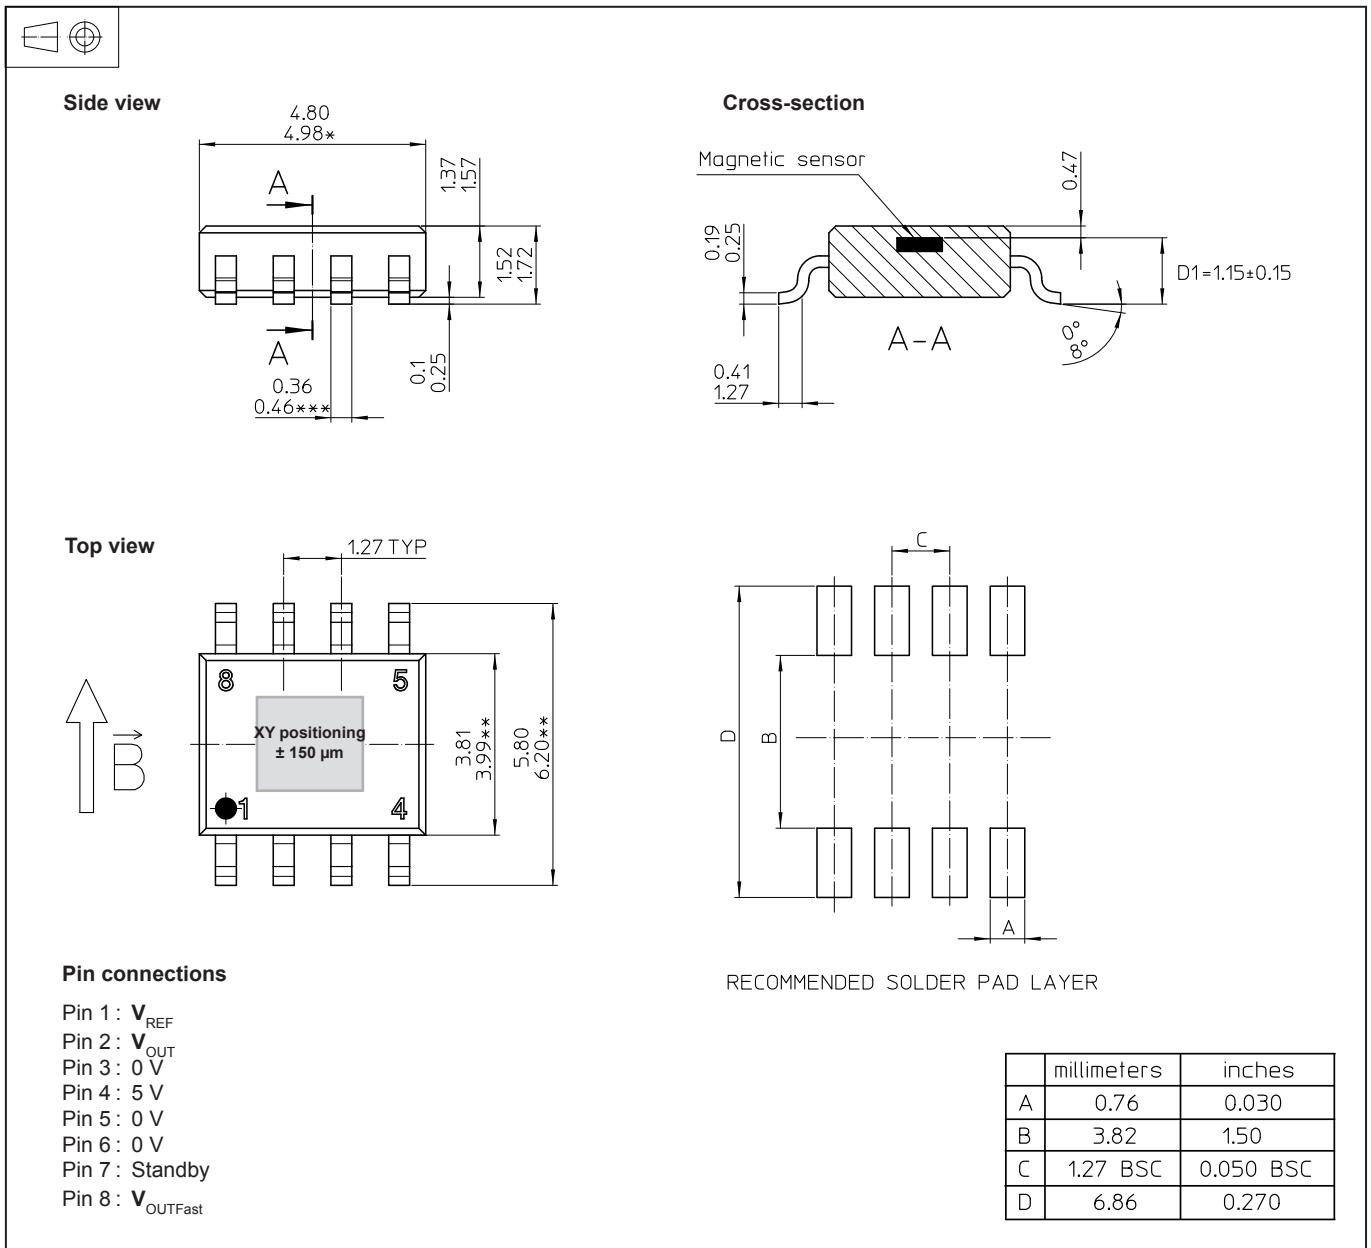 Side view
4.80
4.98*
A
1.37
1.57
1.52
1.72
A
0.36
0.46***
0.1
0.25
Cross-section
Magnetic sensor
0.47
0.19
0.25
D1=1.15±0.15
A-A
0°
8°
0.41
1.27
Top view
1.27 TYP
8
5
XY positioning
± 150 µm
B
1
4
3.81
3.99**
5.80
6.20**
C
D
B
A
RECOMMENDED SOLDER PAD LAYER
Pin connections
Pin 1 : VREF
Pin 2 : VOUT
Pin 3 : 0 V
Pin 4 : 5 V
Pin 5 : 0 V
Pin 6 : 0 V
Pin 7 : Standby
Pin 8 : VOUTFast
millimeters inches
A 0.76 0.030
B 3.82 1.50
C 1.27 BSC 0.050 BSC
D 6.86 0.270